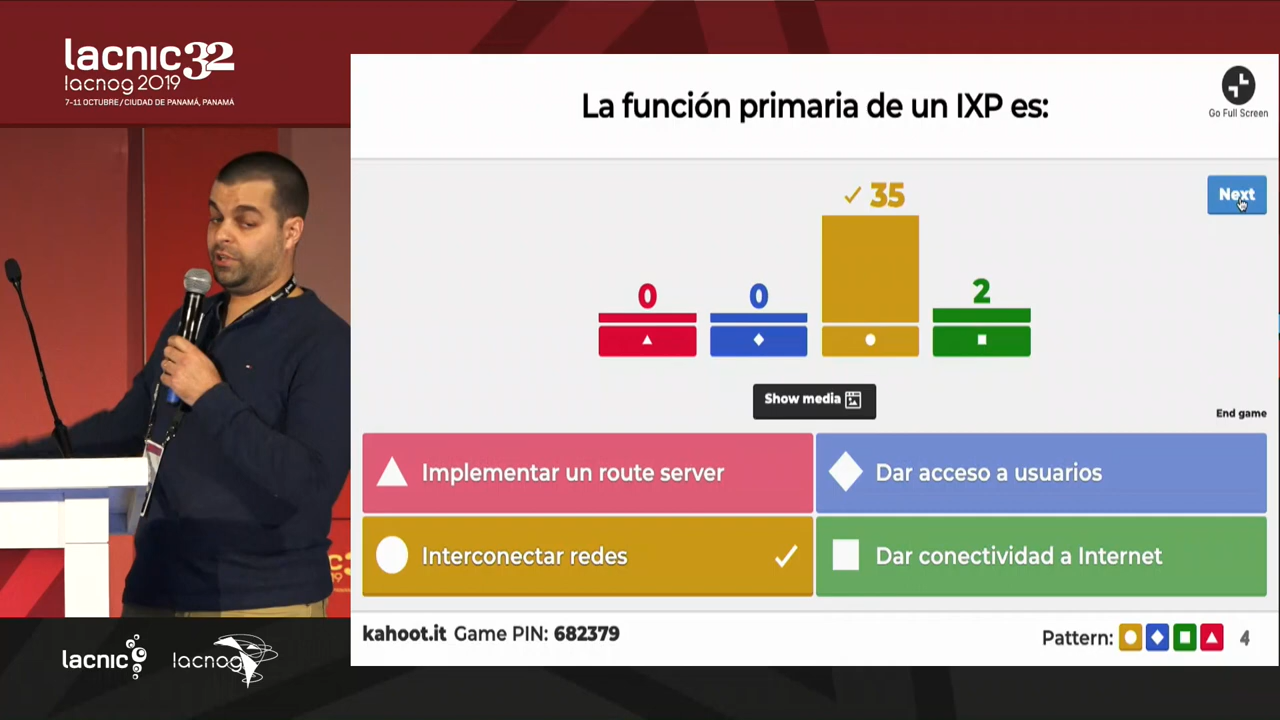 lacnic32
lacnog 2019
7-11 OCTUBRE / CIUDAD DE PANAMÁ, PANAMÁ
La función primaria de un IXP es:
Go Full Screen
Next
35
0
0
2
Show media
End game
Implementar un route server
Dar acceso a usuarios
Interconectar redes
Dar conectividad a Internet
kahoot.it Game PIN: 682379
Pattern:
4
lacnic
lacnog